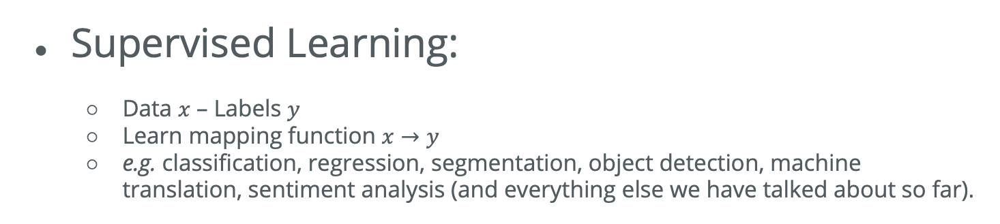 • Supervised Learning:
○ Data x – Labels y
○ Learn mapping function x → y
○ e.g. classification, regression, segmentation, object detection, machine
translation, sentiment analysis (and everything else we have talked about so far).